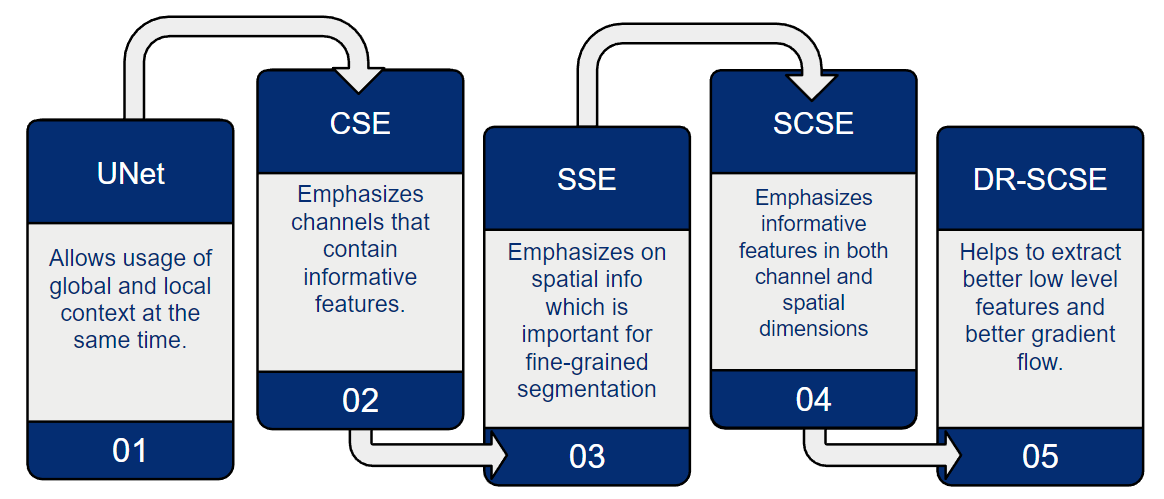 UNet
Allows usage of
global and local
context at the
same time.
01
CSE
Emphasizes
channels that
contain
informative
features.
02
SSE
Emphasizes on
spatial info
which is
important for
fine-grained
segmentation
03
SCSE
Emphasizes
informative
features in both
channel and
spatial
dimensions
04
DR-SCSE
Helps to extract
better low level
features and
better gradient
flow.
05